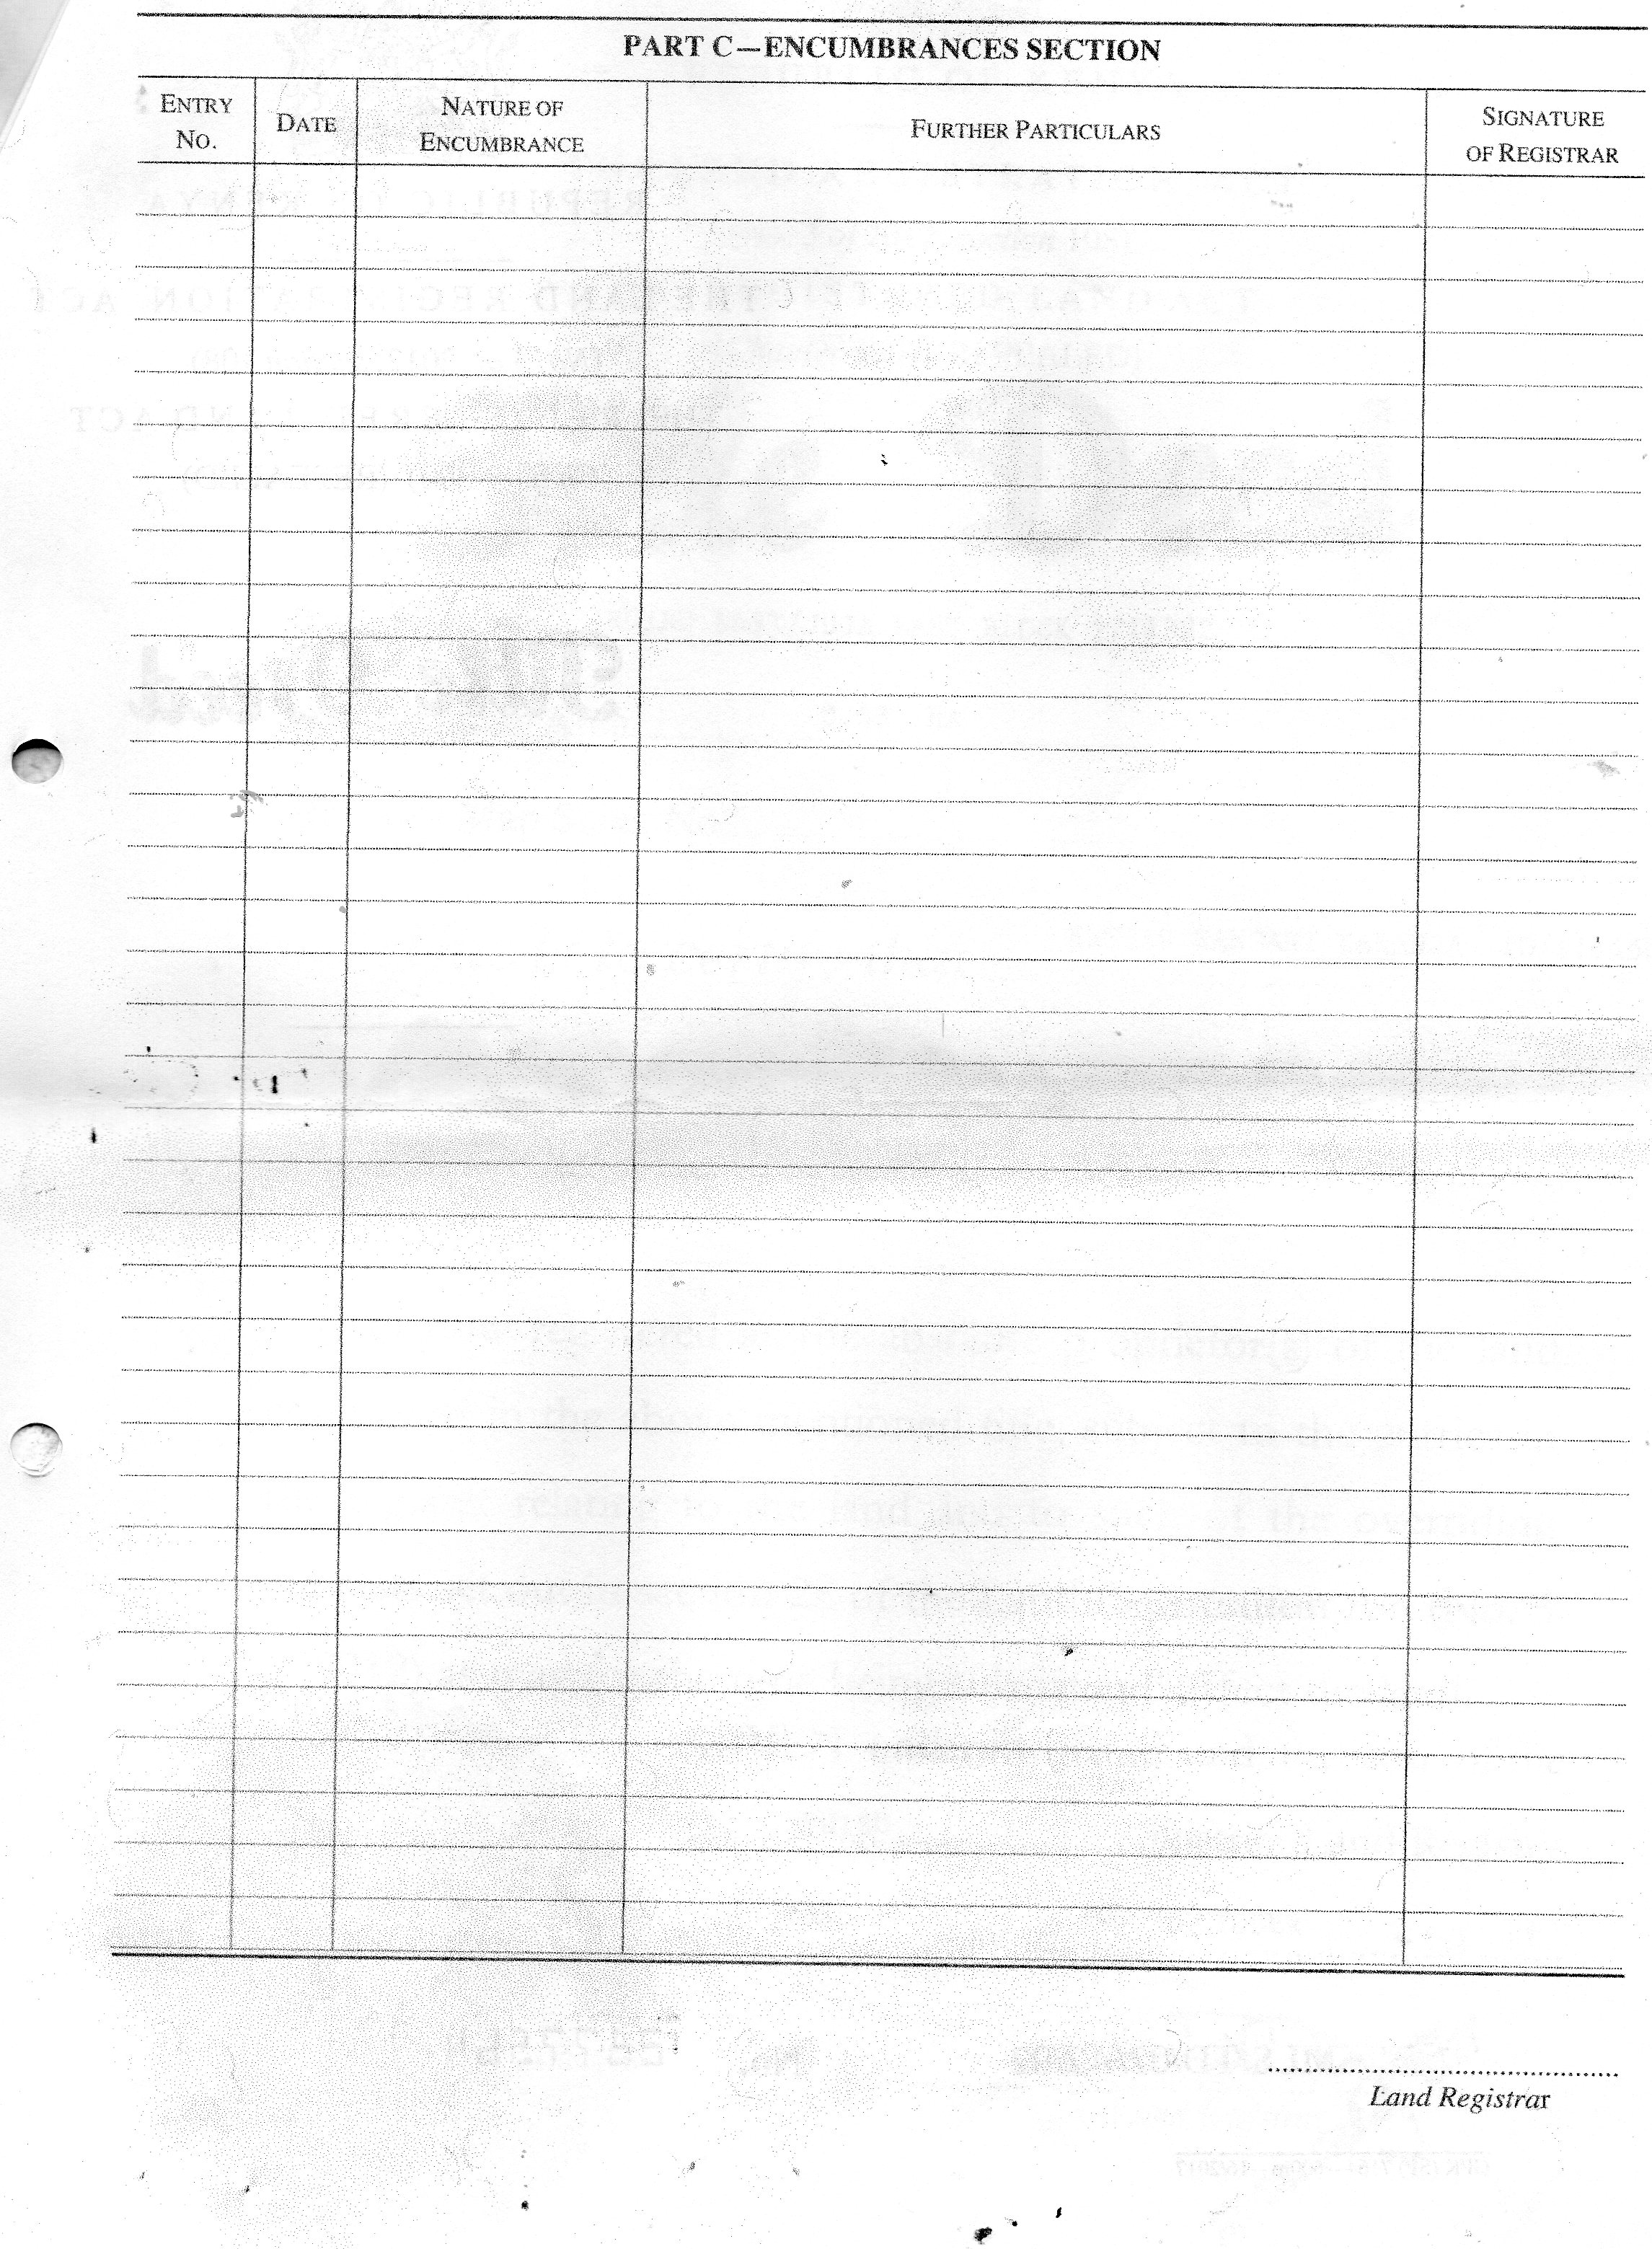 PART C—ENCUMBRANCES SECTION
ENTRY NO.
DATE
NATURE OF ENCUMBRANCE
FURTHER PARTICULARS
SIGNATURE OF REGISTRAR
Land Registrar